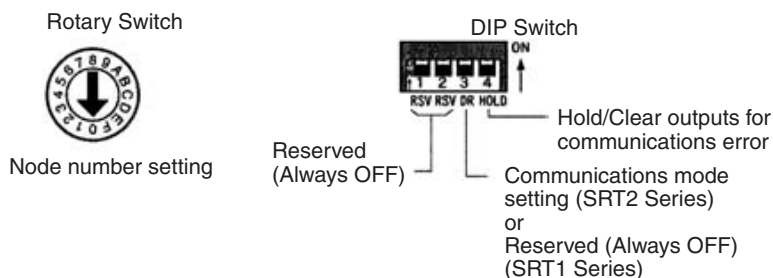 Rotary Switch
DIP Switch
456789ABCDEF0123
ON
1 2 3 4
RSV RSV DR HOLD
Node number setting
Reserved
(Always OFF)
Hold/Clear outputs for
communications error
Communications mode
setting (SRT2 Series)
or
Reserved (Always OFF)
(SRT1 Series)